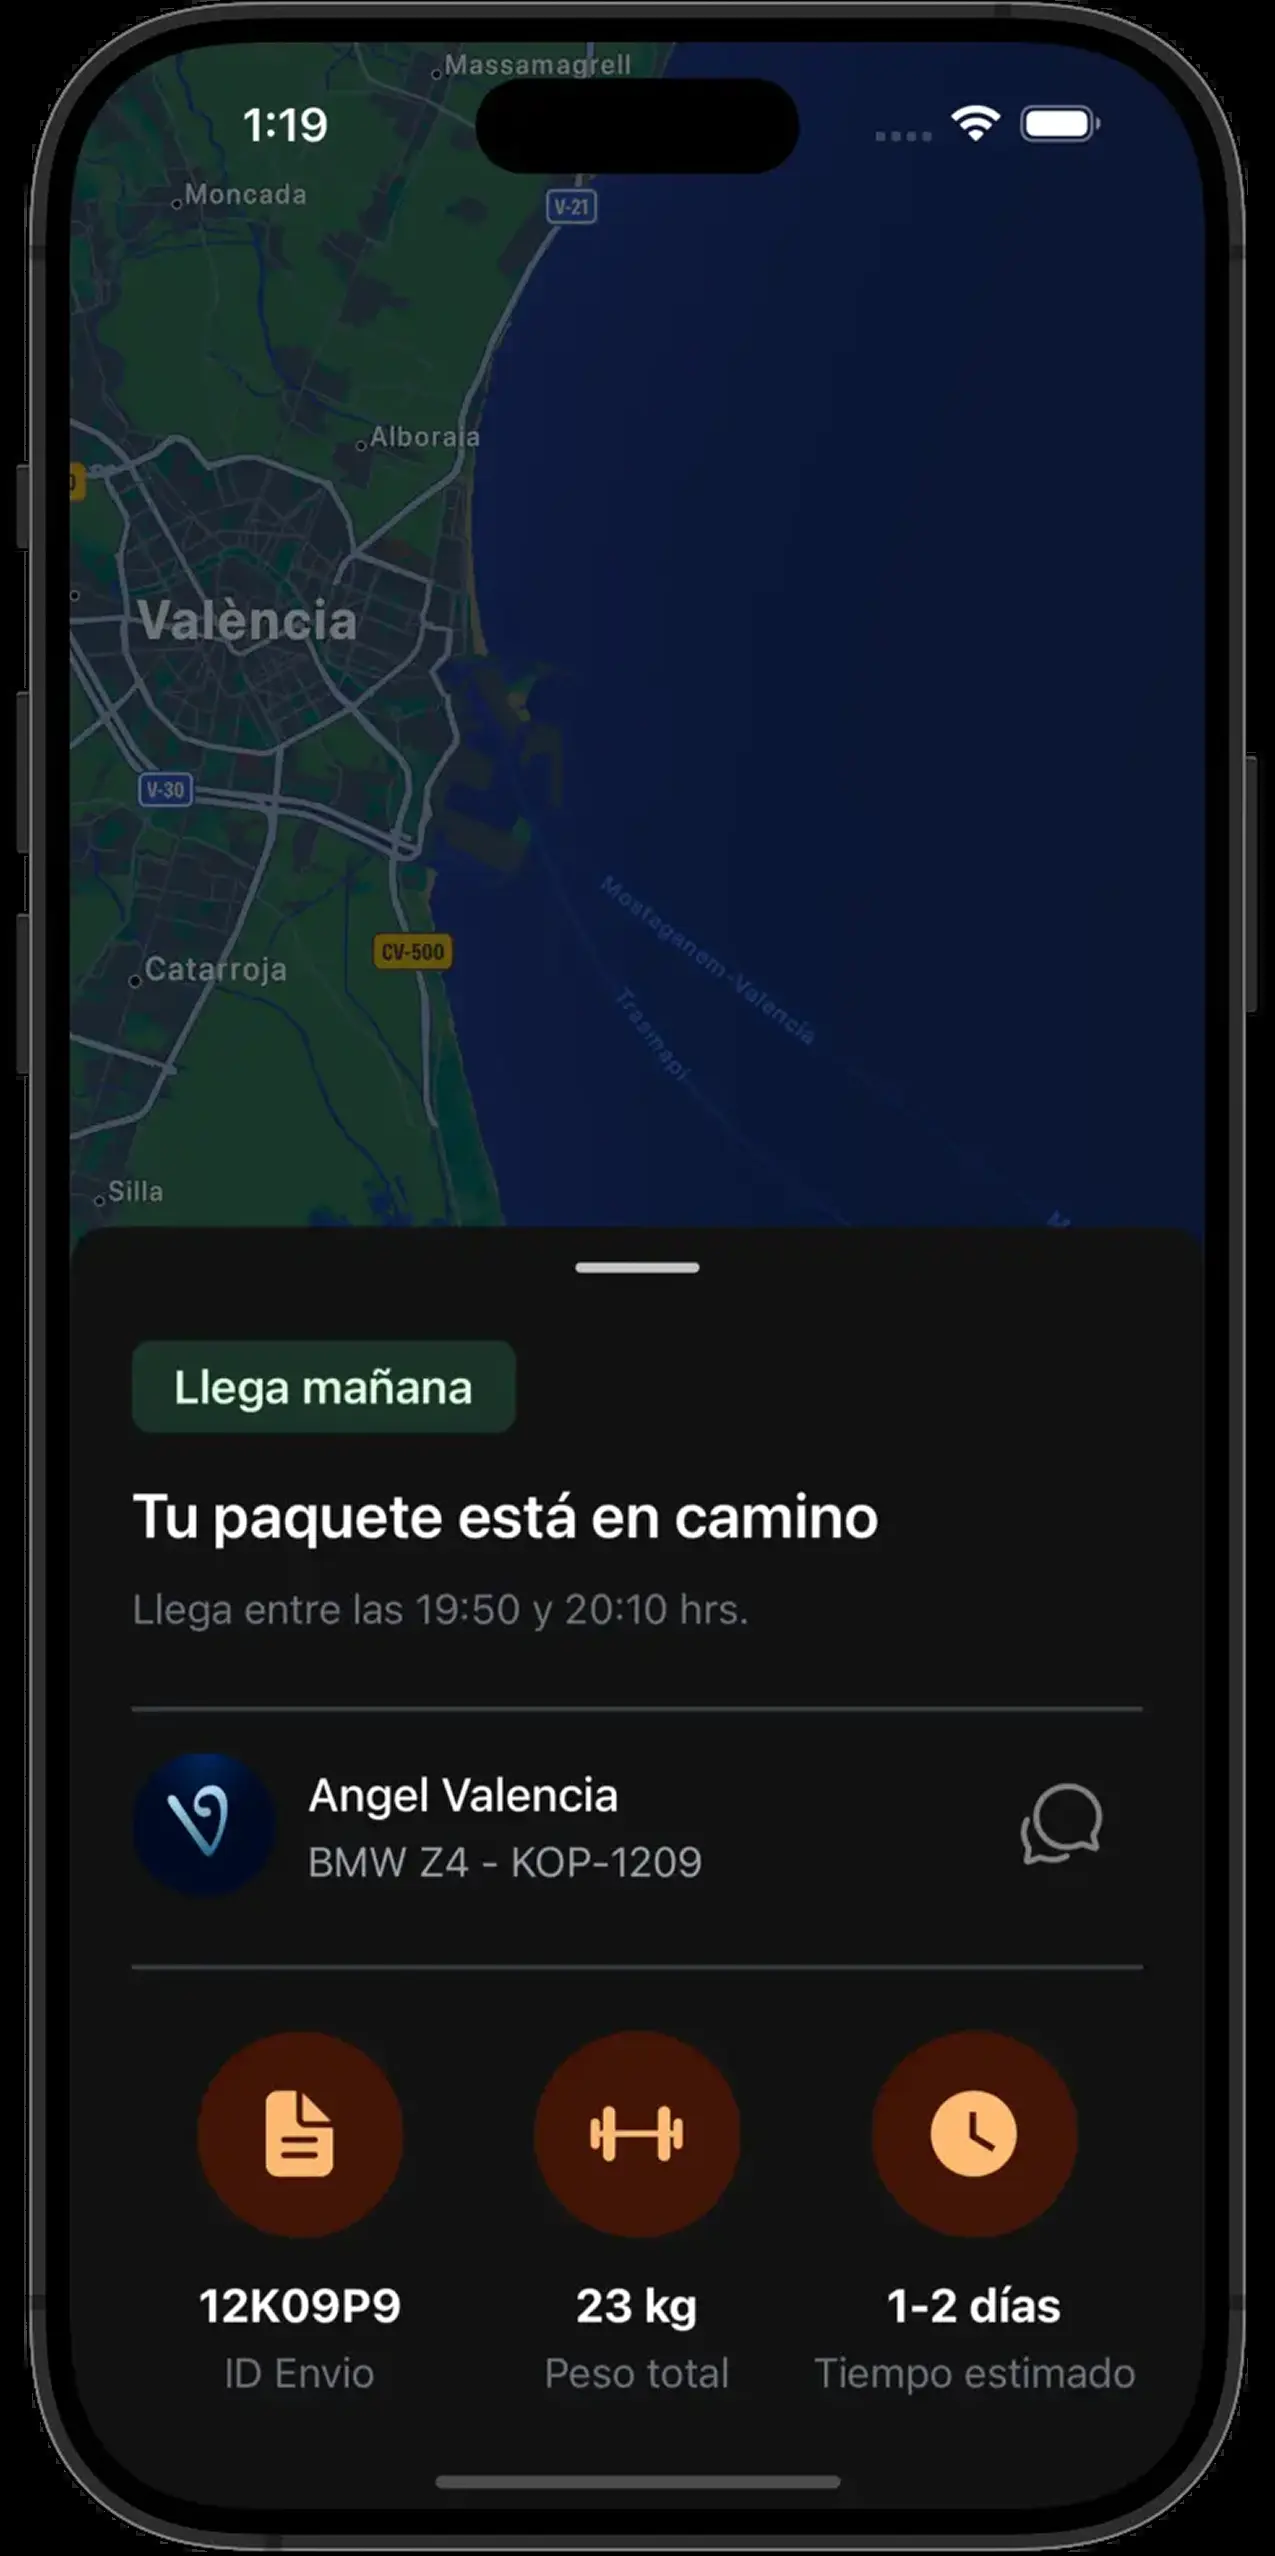 Massamagrell
1:19
Moncada
V-21
Alboraia
València
V-30
Mostaganem-Valencia
CV-500
Catarroja
Trasmapi
Silla
Llega mañana
Tu paquete está en camino
Llega entre las 19:50 y 20:10 hrs.
Angel Valencia
BMW Z4 - KOP-1209
12K09P9
23 kg
1-2 días
ID Envio
Peso total
Tiempo estimado